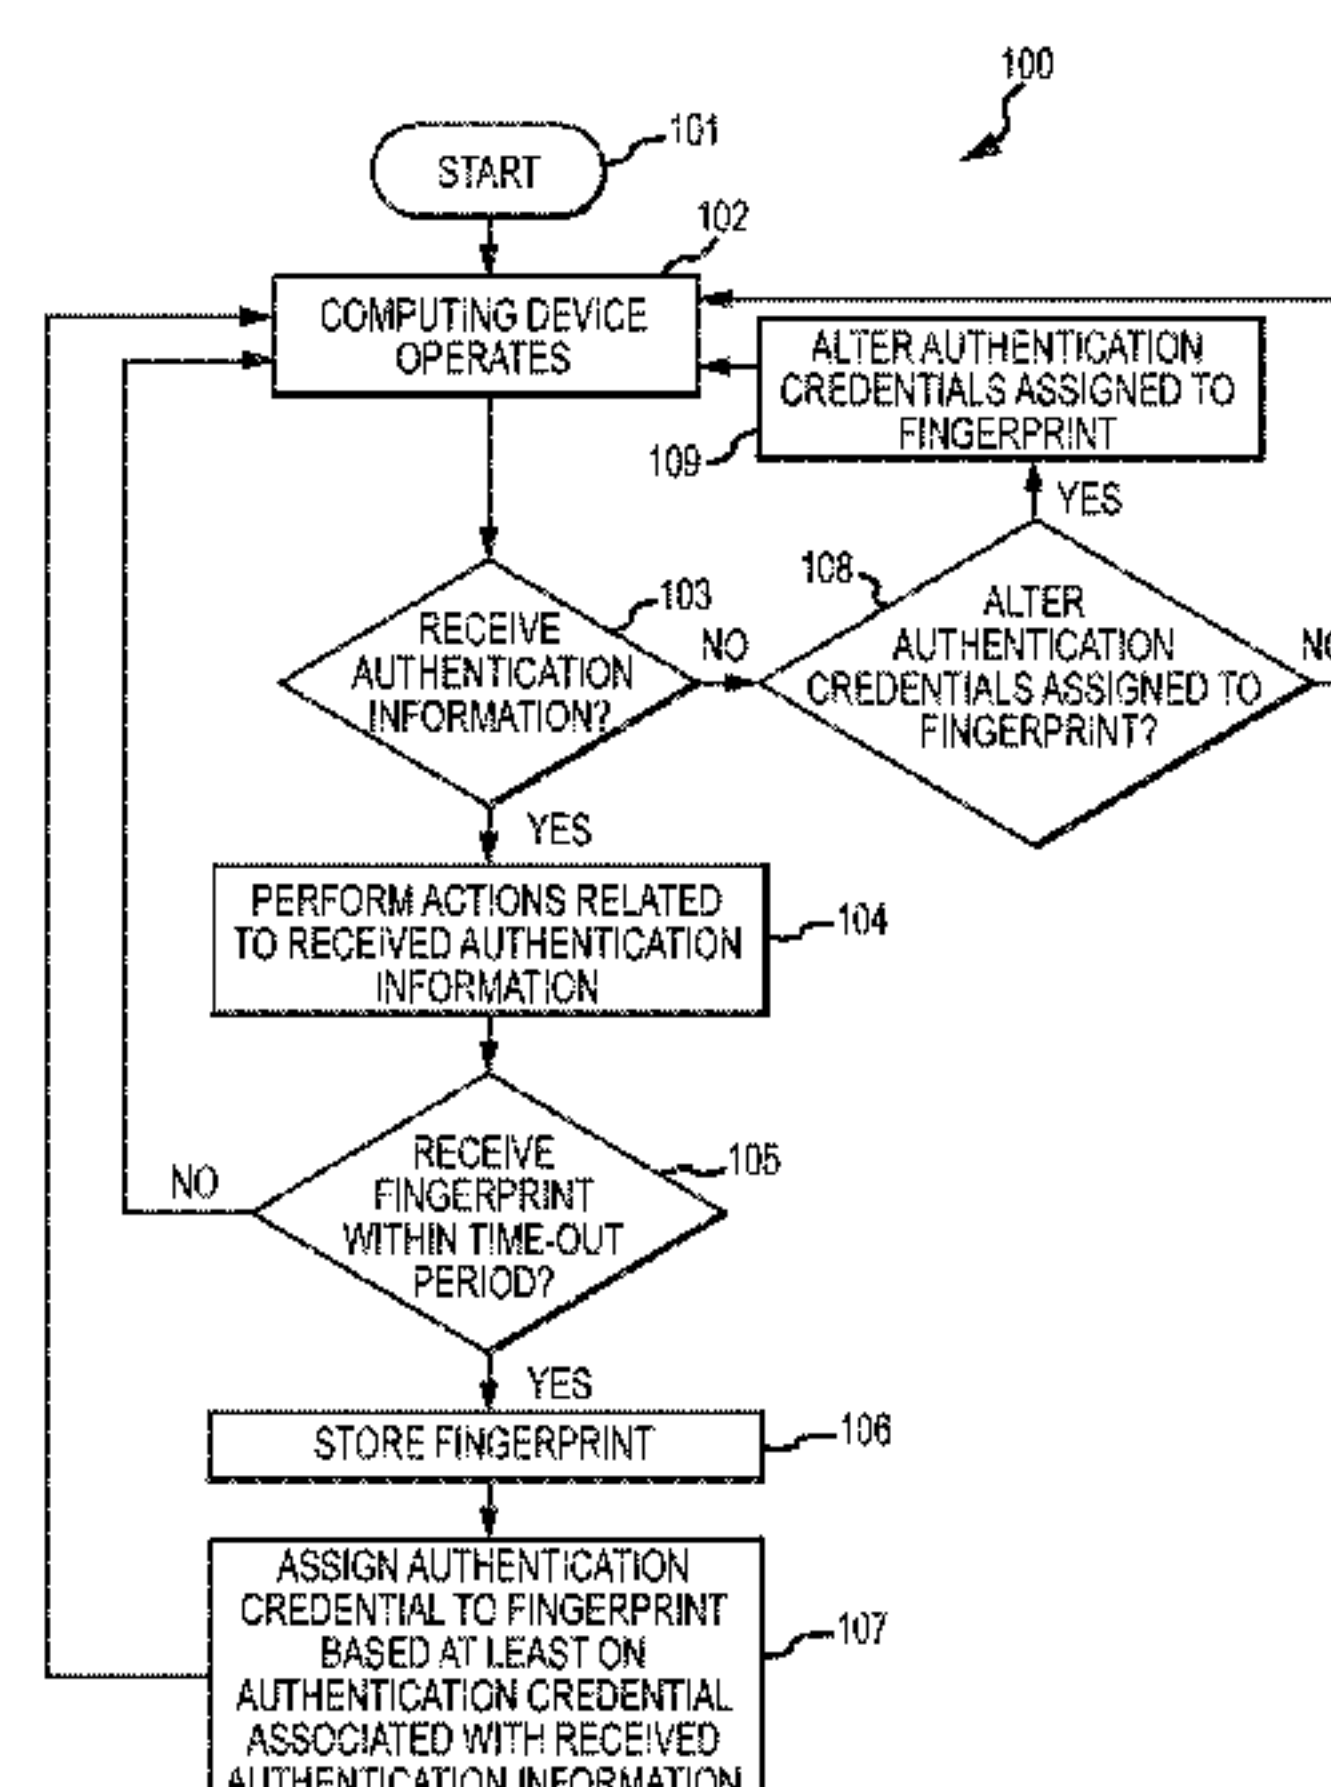 100
START
101
102
COMPUTING DEVICE
OPERATES
ALTER AUTHENTICATION
CREDENTIALS ASSIGNED TO
FINGERPRINT
109
YES
108
ALTER
AUTHENTICATION
CREDENTIALS ASSIGNED TO
FINGERPRINT?
103
RECEIVE
AUTHENTICATION
INFORMATION?
NO
NO
YES
PERFORM ACTIONS RELATED
TO RECEIVED AUTHENTICATION
INFORMATION
104
RECEIVE
FINGERPRINT
WITHIN TIME-OUT
PERIOD?
105
NO
YES
STORE FINGERPRINT
106
ASSIGN AUTHENTICATION
CREDENTIAL TO FINGERPRINT
BASED AT LEAST ON
AUTHENTICATION CREDENTIAL
ASSOCIATED WITH RECEIVED
AUTHENTICATION INFORMATION
107